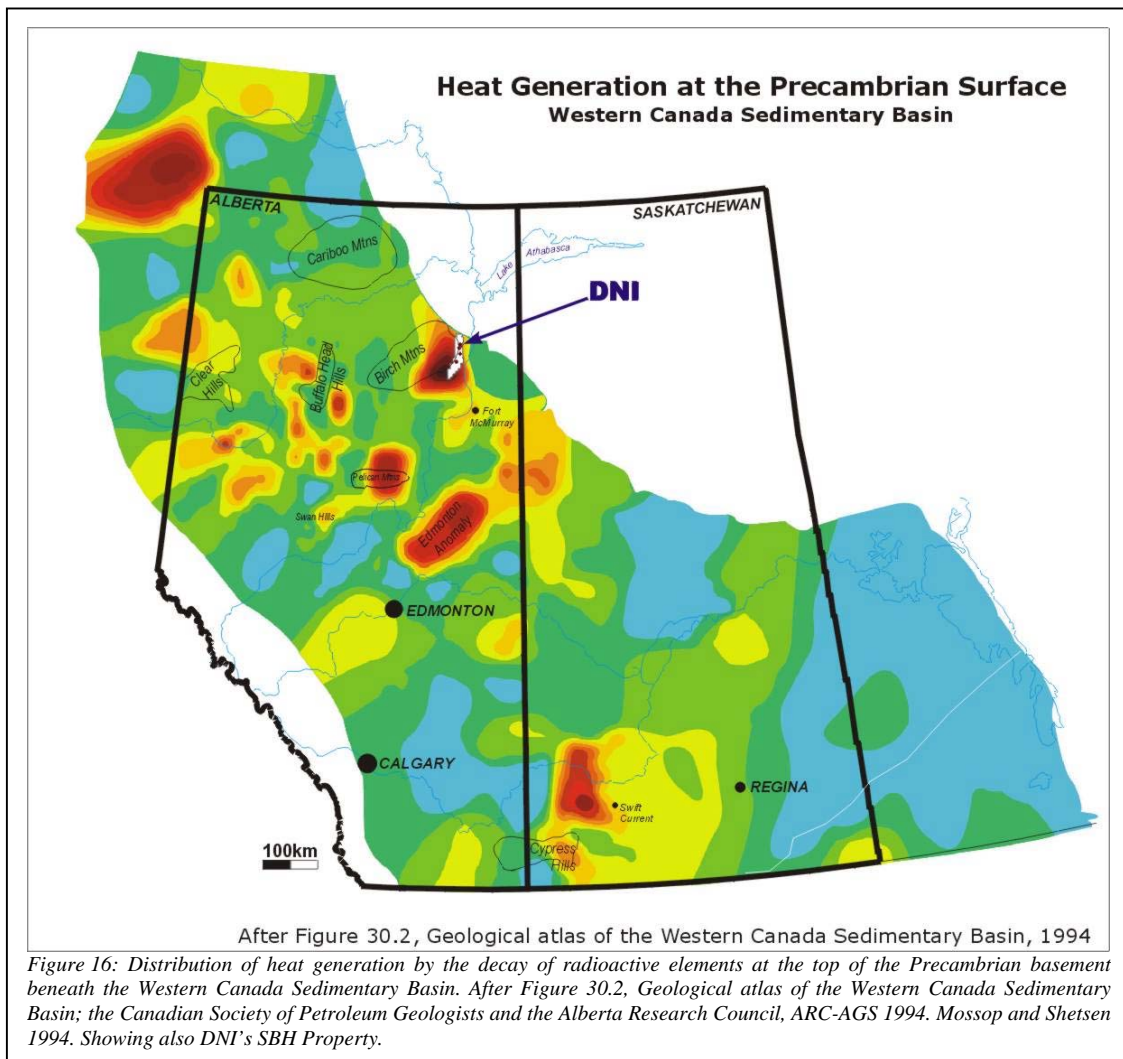 Heat Generation at the Precambrian Surface
Western Canada Sedimentary Basin
ALBERTA
SASKATCHEWAN
Cariboo Mtns
Lake Athabasca
DNI
Birch Mtns
Buffalo Head
Hills
Clear
Hills
Fort
McMurray
Pelican Mtns
Swan Hills
Edmonton
Anomaly
EDMONTON
CALGARY
REGINA
Swift
Current
Cypress
Hills
100km
After Figure 30.2, Geological atlas of the Western Canada Sedimentary Basin, 1994
Figure 16: Distribution of heat generation by the decay of radioactive elements at the top of the Precambrian basement
beneath the Western Canada Sedimentary Basin. After Figure 30.2, Geological atlas of the Western Canada Sedimentary
Basin; the Canadian Society of Petroleum Geologists and the Alberta Research Council, ARC-AGS 1994. Mossop and Shetsen
1994. Showing also DNI's SBH Property.